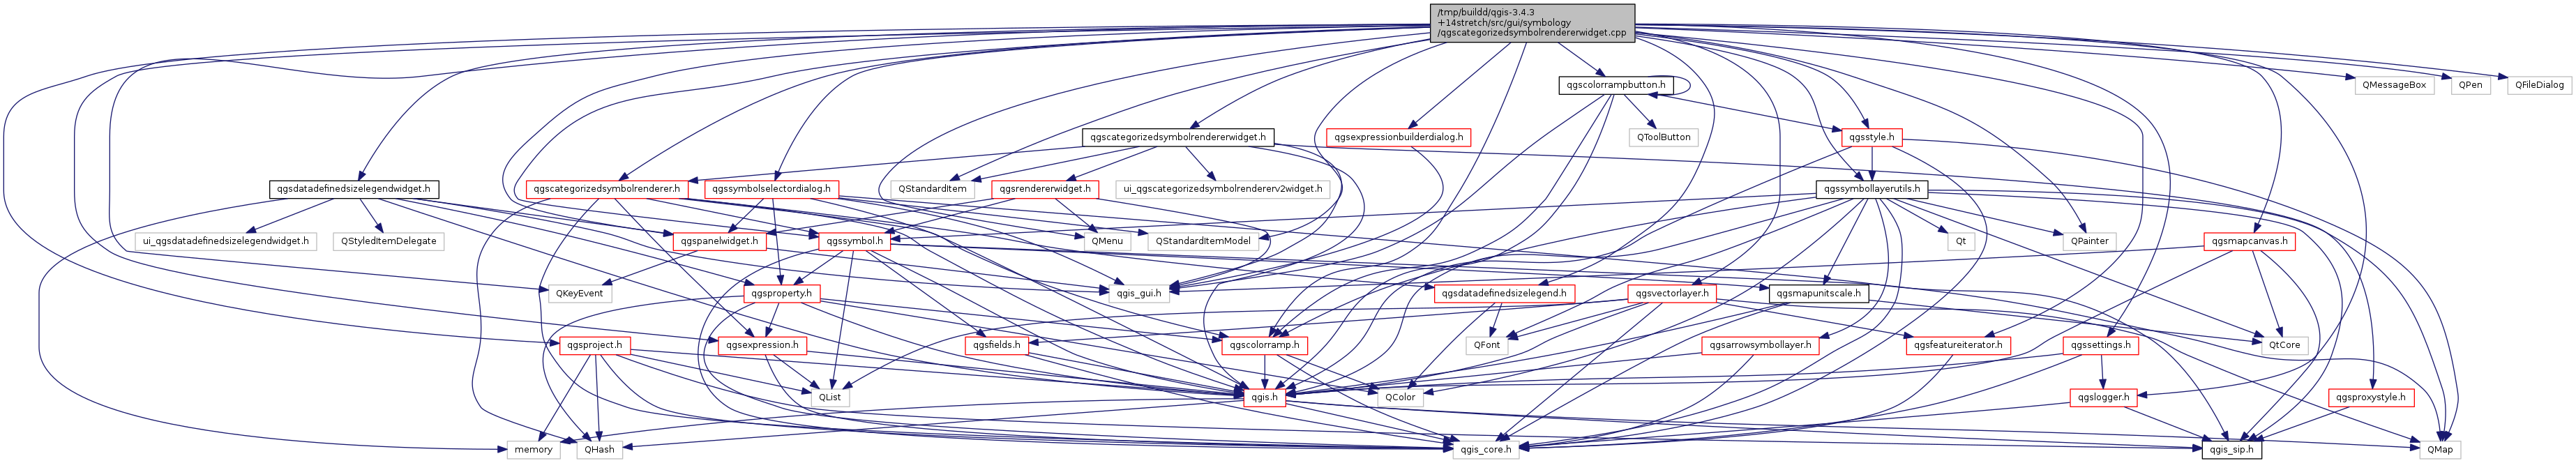 /tmp/buildd/qgis-3.4.3
+14stretch/src/gui/symbology
/qgscategorizedsymbolrendererwidget.cpp
qgscolorrampbutton.h
QMessageBox
QPen
QFileDialog
qgscategorizedsymbolrendererwidget.h
qgsexpressionbuilderdialog.h
QToolButton
qgsstyle.h
qgsdatadefinedsizelegendwidget.h
qgscategorizedsymbolrenderer.h
qgssymbolselectordialog.h
QStandardItem
qgsrendererwidget.h
ui_qgscategorizedsymbolrendererv2widget.h
qgssymbollayerutils.h
ui_qgsdatadefinedsizelegendwidget.h
QStyledItemDelegate
qgspanelwidget.h
qgssymbol.h
QMenu
QStandardItemModel
Qt
QPainter
qgsmapcanvas.h
QKeyEvent
qgsproperty.h
qgis_gui.h
qgsdatadefinedsizelegend.h
qgsvectorlayer.h
qgsmapunitscale.h
qgsproject.h
qgsexpression.h
qgsfields.h
qgscolorramp.h
QFont
qgsarrowsymbollayer.h
qgsfeatureiterator.h
qgssettings.h
QtCore
QList
qgis.h
QColor
qgslogger.h
qgsproxystyle.h
memory
QHash
qgis_core.h
qgis_sip.h
QMap